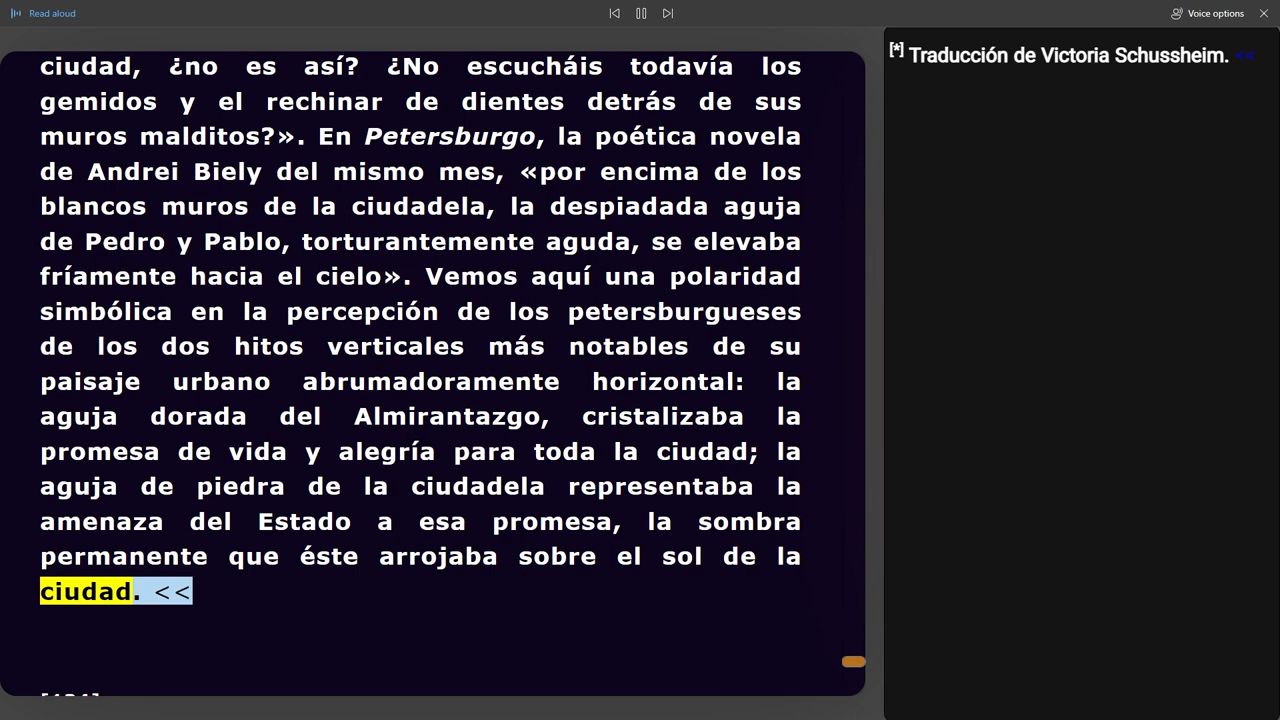 Read aloud
Voice options
ciudad, ¿no es así? ¿No escucháis todavía los
gemidos y el rechinar de dientes detrás de sus
muros malditos?». En Petersburgo, la poética novela
de Andrei Biely del mismo mes, «por encima de los
blancos muros de la ciudadela, la despiadada aguja
de Pedro y Pablo, torturantemente aguda, se elevaba
fríamente hacia el cielo». Vemos aquí una polaridad
simbólica en la percepción de los petersburgueses
de los dos hitos verticales más notables de su
paisaje urbano abrumadoramente horizontal: la
aguja dorada del Almirantazgo, cristalizaba la
promesa de vida y alegría para toda la ciudad; la
aguja de piedra de la ciudadela representaba la
amenaza del Estado a esa promesa, la sombra
permanente que éste arrojaba sobre el sol de la
ciudad. <<
[*] Traducción de Victoria Schussheim. <<